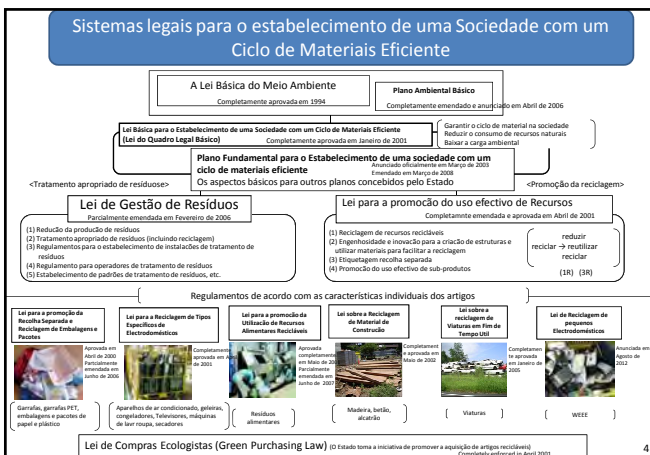 Sistemas legais para o estabelecimento de uma Sociedade com um
Ciclo de Materiais Eficiente
A Lei Básica do Meio Ambiente
Completamente aprovada em 1994
Plano Ambiental Básico
Completamente emendado e anunciado em Abril de 2006
Lei Básica para o Estabelecimento de uma Sociedade com um Ciclo de Materiais Eficiente
(Lei do Quadro Legal Básico)
Completamente aprovada em Janeiro de 2001
Garantir o ciclo de material na sociedade
Reduzir o consumo de recursos naturais
Baixar a carga ambiental
Plano Fundamental para o Estabelecimento de uma sociedade com um
ciclo de materiais eficiente
Anunciado oficialmente em Março de 2003
Emendado em Março de 2008
Os aspectos básicos para outros planos concebidos pelo Estado
<Tratamento apropriado de resíduose>
<Promoção da reciclagem>
Lei de Gestão de Resíduos
Parcialmente emendada em Fevereiro de 2006
(1) Redução da produção de resíduos
(2) Tratamento apropriado de resíduos (incluindo reciclagem)
(3) Regulamentos para o estabelecimento de instalações de tratamento de
resíduos
(4) Regulamento para operadores de tratamento de resíduos
(5) Estabelecimento de padrões de tratamento de resíduos, etc.
Lei para a promoção do uso efectivo de Recursos
Completamnte emendada e aprovada em Abril de 2001
(1) Reciclagem de recursos recicláveis
(2) Engenhosidade e inovação para a criação de estruturas e
utilizar materiais para facilitar a reciclagem
(3) Etiquetagem recolha separada
(4) Promoção do uso efectivo de sub-produtos
reduzir
reciclar → reutilizar
reciclar
(1R) (3R)
Regulamentos de acordo com as características individuais dos artigos
Lei para a promoção da
Recolha Separada e
Reciclagem de Embalagens e
Pacotes
Aprovada em
Abril de 2000
Parcialmente
emendada em
Junho de 2006
Garrafas, garrafas PET,
embalagens e pacotes de
papel e plástico
Lei para a Reciclagem de Tipos
Específicos de
Electrodomésticos
Completamente
aprovada em
de 2001
Aparelhos de ar condicionado, geleiras,
congeladores, Televisores, máquinas
de lavr roupa, secadores
Lei para a promoção da
Utilização de Recursos
Alimentares Recicláveis
Aprovada
completamente
em Maio de 200
Parcialmente
emendada em
Junho de 2007
Resíduos
alimentares
Lei sobre a Reciclagem
de Material de
Construcão
Completament
e aprovada em
Maio de 2002
Madeira, betão,
alcatrão
Lei sobre a
reciclagem de
Viaturas em Fim de
Tempo Util
Completamen
te aprovada
em Janeiro de
2005
Viaturas
Lei de Reciclagem de
pequenos
Electrodomésticos
Anunciada em
Agosto de
2012
WEEE
Lei de Compras Ecologistas (Green Purchasing Law) (O Estado toma a iniciativa de promover a aquisição de artigos recicláveis)
Completely enforced in April 2001
4